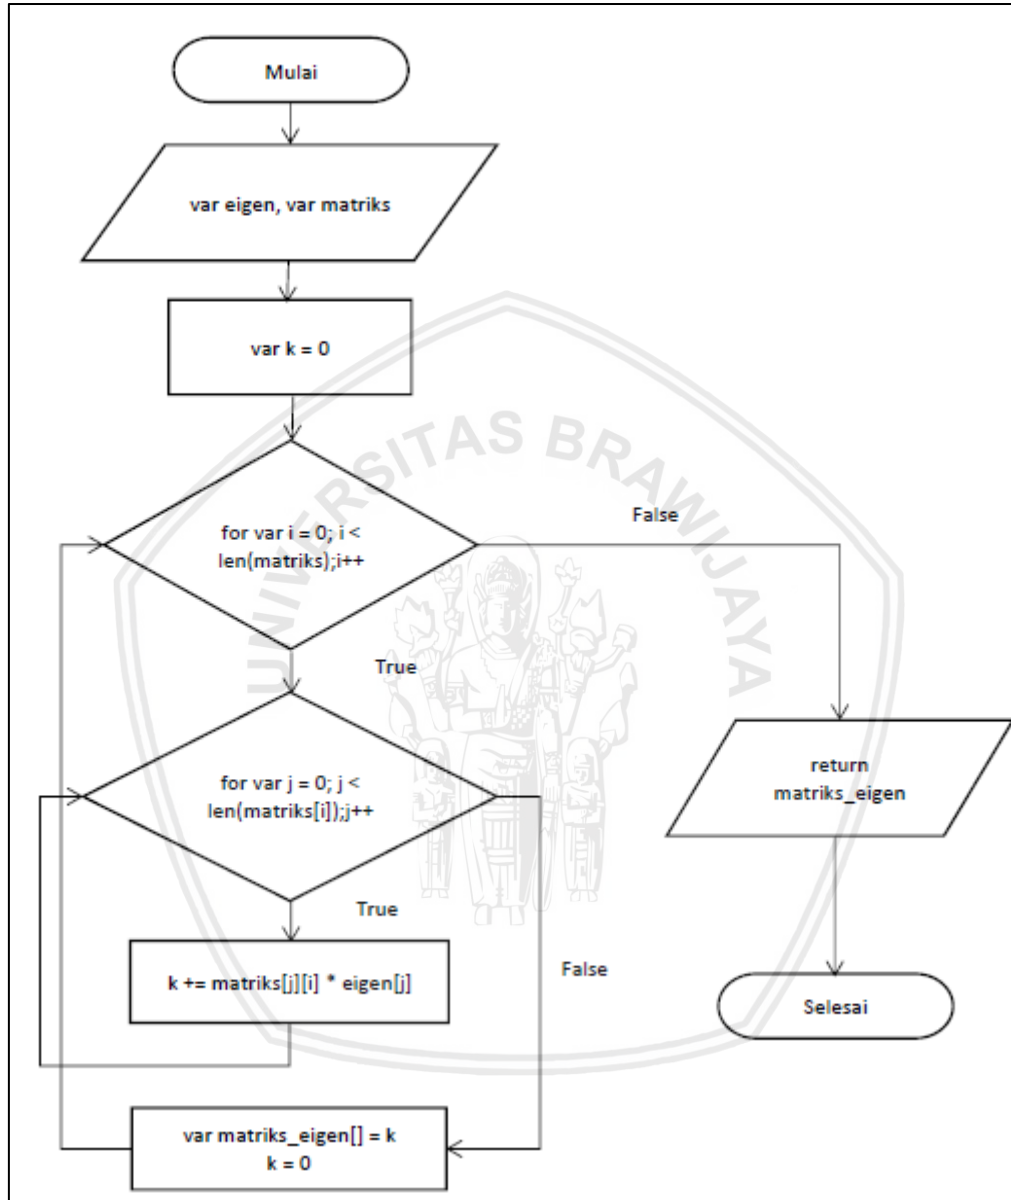 Mulai
var eigen, var matriks
var k = 0
for var i = 0; i <
len(matriks);i++
False
True
for var j = 0; j <
len(matriks[i]);j++
return
matriks_eigen
True
k += matriks[j][i] * eigen[j]
False
Selesai
var matriks_eigen[] = k
k = 0
UNIVERSITAS BRAWIJAYA